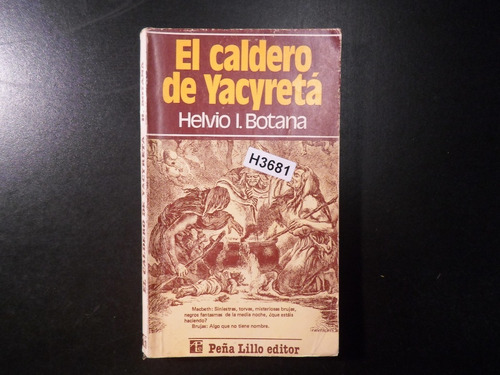 El caldero
de Yacyretá
Helvio I. Botana
H3681
Macbeth: Siniestras, torvas, misteriosas brujas,
negros fantasmas de la media noche, ¿que estáis
haciendo?
Brujas: Algo que no tiene nombre.
Peña Lillo editor